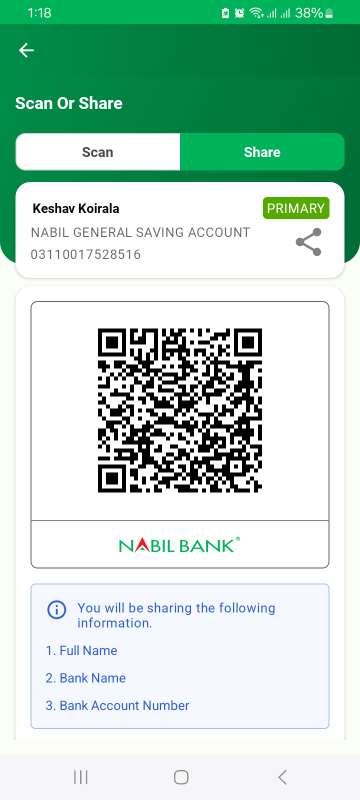 1:18
38%
Scan Or Share
Scan
Share
Keshav Koirala
PRIMARY
NABIL GENERAL SAVING ACCOUNT
03110017528516
NABIL BANK®
You will be sharing the following
information.
1. Full Name
2. Bank Name
3. Bank Account Number